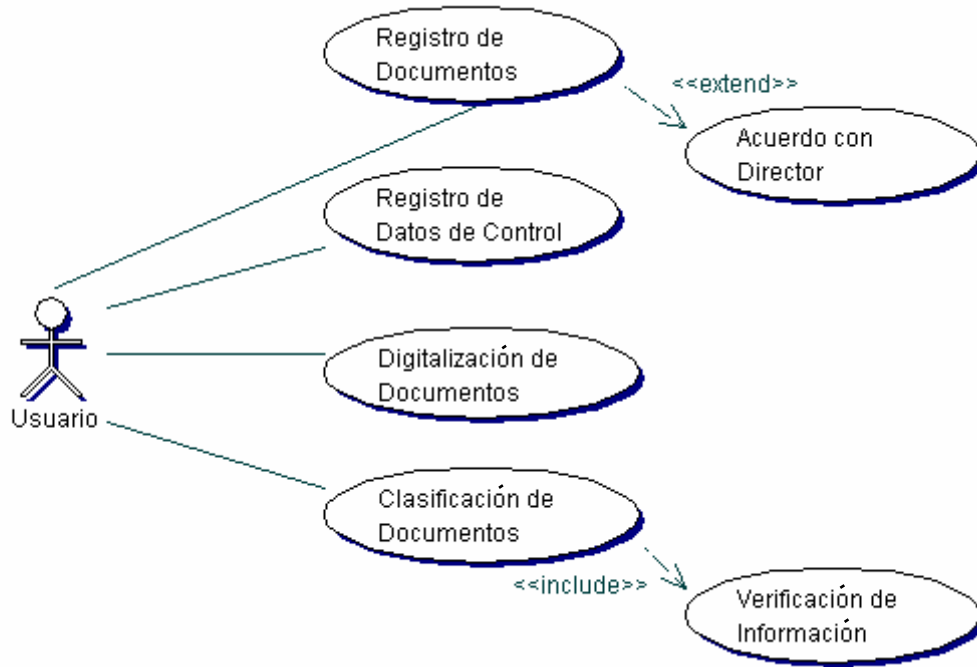 Registro de
Documentos
<<extend>>
Acuerdo con
Director
Registro de
Datos de Control
Digitalización de
Documentos
Usuario
Clasificación de
Documentos
<<include>>
Verificación de
Información